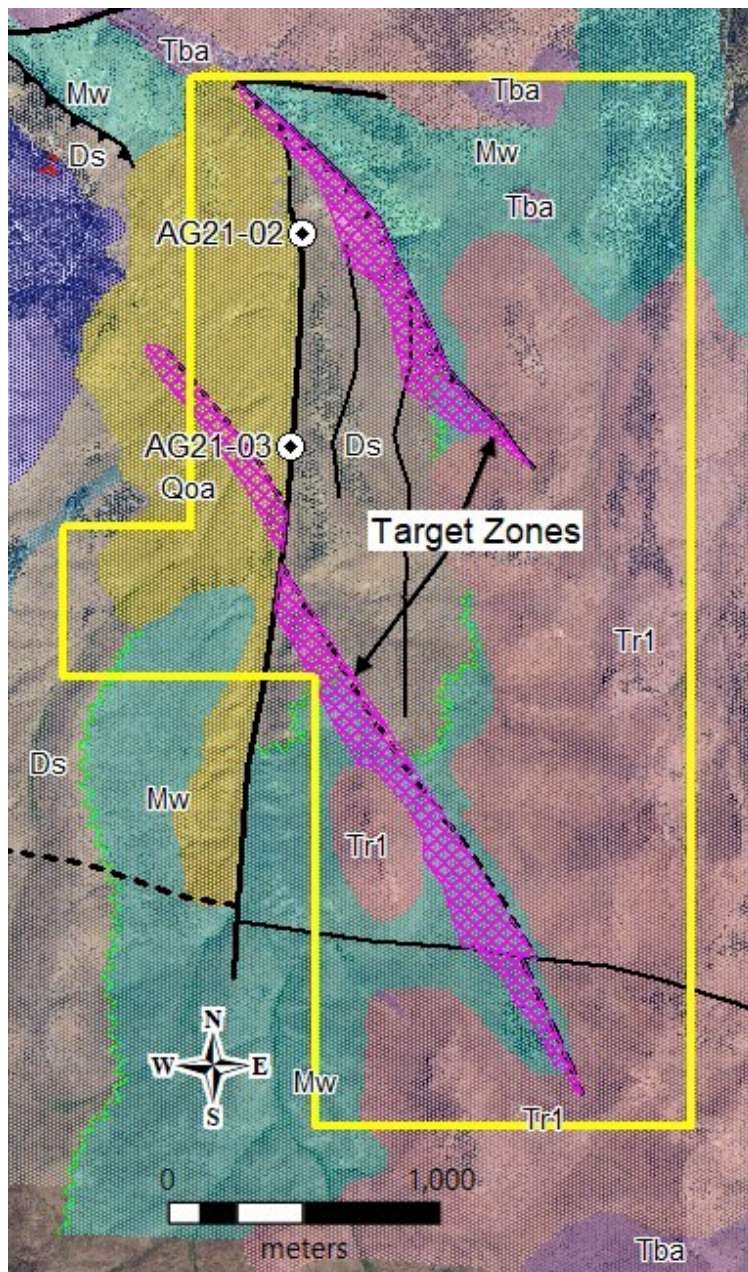 Tba
Tba
Mw
Mw
Ds
Tba
AG21-02
AG21-03
Ds
Qoa
Target Zones
Tr1
Ds
Mw
Tr1
N
W
E
S
Mw
Tr1
0
1,000
meters
Tba